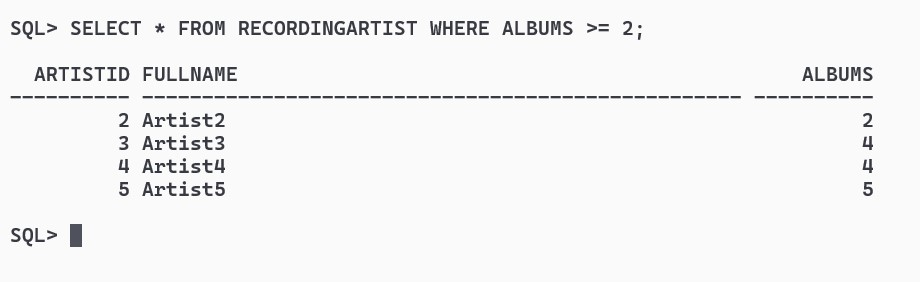 SQL> SELECT * FROM RECORDINGARTIST WHERE ALBUMS >= 2;
ARTISTID FULLNAME ALBUMS
---------- -------------------------------------------------- ----------
2 Artist2 2
3 Artist3 4
4 Artist4 4
5 Artist5 5
SQL>